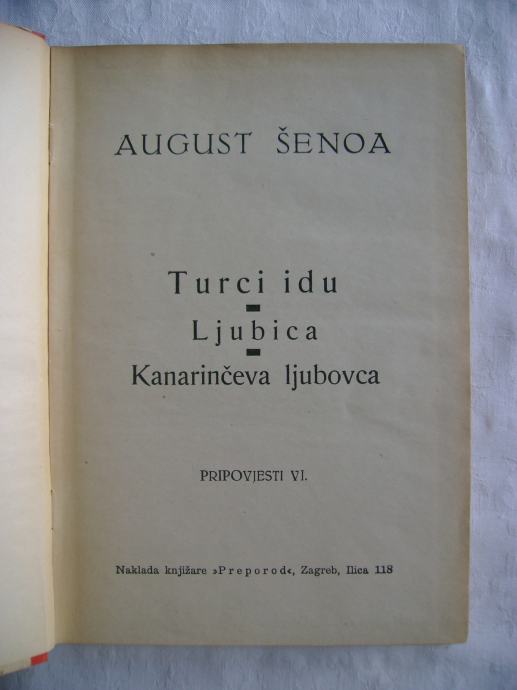 AUGUST ŠENOA
Turci idu
Ljubica
Kanarinčeva ljubovca
PRIPOVJESTI VI.
Naklada knjižare »Preporod«, Zagreb, Ilica 118